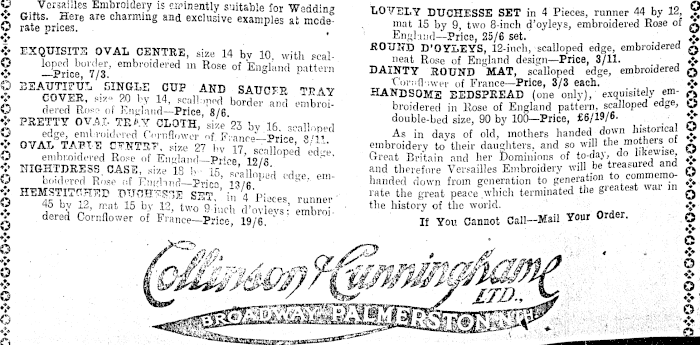 Versailles Embroidery is eminently suitable for Wedding
Gifts. Here are charming and exclusive examples at mode-
rate prices.
EXQUISITE OVAL CENTRE, size 14 by 10, with scal-
loped border, embroidered in Rose of England pattern
—Price, 7/3.
BEAUTIFUL SINGLE CUP AND SAUCER TRAY
COVER, size 20 by 14, scalloped border and embroi-
dered Rose of England—Price, 8/6.
PRETTY OVAL TRAY CLOTH, size 23 by 16, scalloped
edge, embroidered Cornflower of France—Price, 8/11.
OVAL TABLE CENTRE, size 27 by 17, scalloped edge,
embroidered Rose of England—Price, 12/6.
NIGHTDRESS CASE, size 18 by 15, scalloped edge, em-
broidered Rose of England—Price, 13/6.
HEMSTITCHED DUCHESSE SET, in 4 Pieces, runner
45 by 12, mat 15 by 12, two 9 inch d'oyleys: embroi-
dered Cornflower of France—Price, 19/6.
LOVELY DUCHESSE SET in 4 Pieces, runner 44 by 12,
mat 15 by 9, two 8-inch d'oyleys, embroidered Rose of
England—Price, 25/6 set.
ROUND D'OYLEYS, 12-inch, scalloped edge, embroidered
neat Rose of England design—Price, 3/11.
DAINTY ROUND MAT, scalloped edge, embroidered
Cornflower of France—Price, 3/3 each.
HANDSOME BEDSPREAD (one only), exquisitely em-
broidered in Rose of England pattern, scalloped edge,
double-bed size, 90 by 100—Price, £6/19/6.
As in days of old, mothers handed down historical
embroidery to their daughters, and so will the mothers of
Great Britain and her Dominions of to-day, do likewise,
and therefore Versailles Embroidery will be treasured and
handed down from generation to generation to commemo-
rate the great peace which terminated the greatest war in
the history of the world.
If You Cannot Call—Mail Your Order.
Collinson & Cunninghame
LTD.,
BROADWAY PALMERSTON NTH